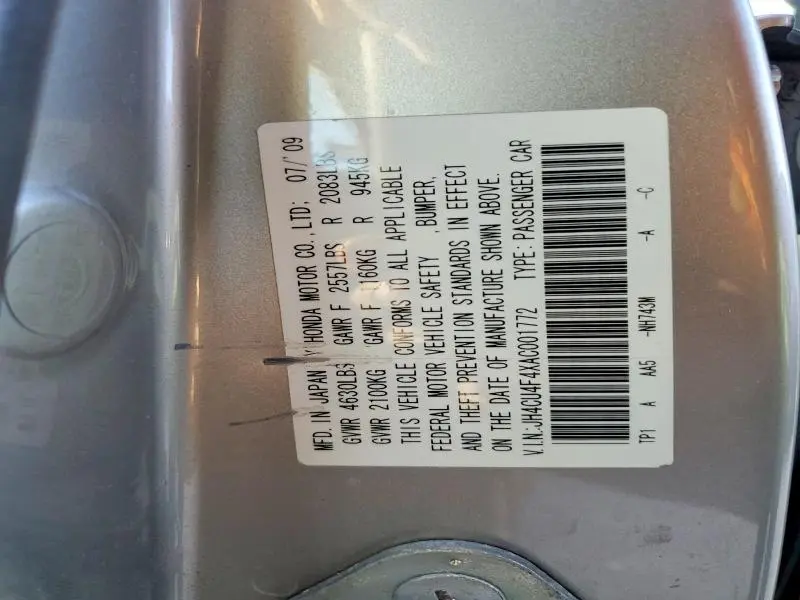 MFD. IN JAPAN BY HONDA MOTOR CO., LTD; 07/'09
GVWR 4630LBS GAWR F 2557LBS R 2083LBS
GVWR 2100KG GAWR F 1160KG R 945KG
THIS VEHICLE CONFORMS TO ALL APPLICABLE
FEDERAL MOTOR VEHICLE SAFETY ,BUMPER,
AND THEFT PREVENTION STANDARDS IN EFFECT
ON THE DATE OF MANUFACTURE SHOWN ABOVE.
V.I.N:JH4CU4F4XAC001772 TYPE: PASSENGER CAR
TP1 A AA5 -NH743M -A -C